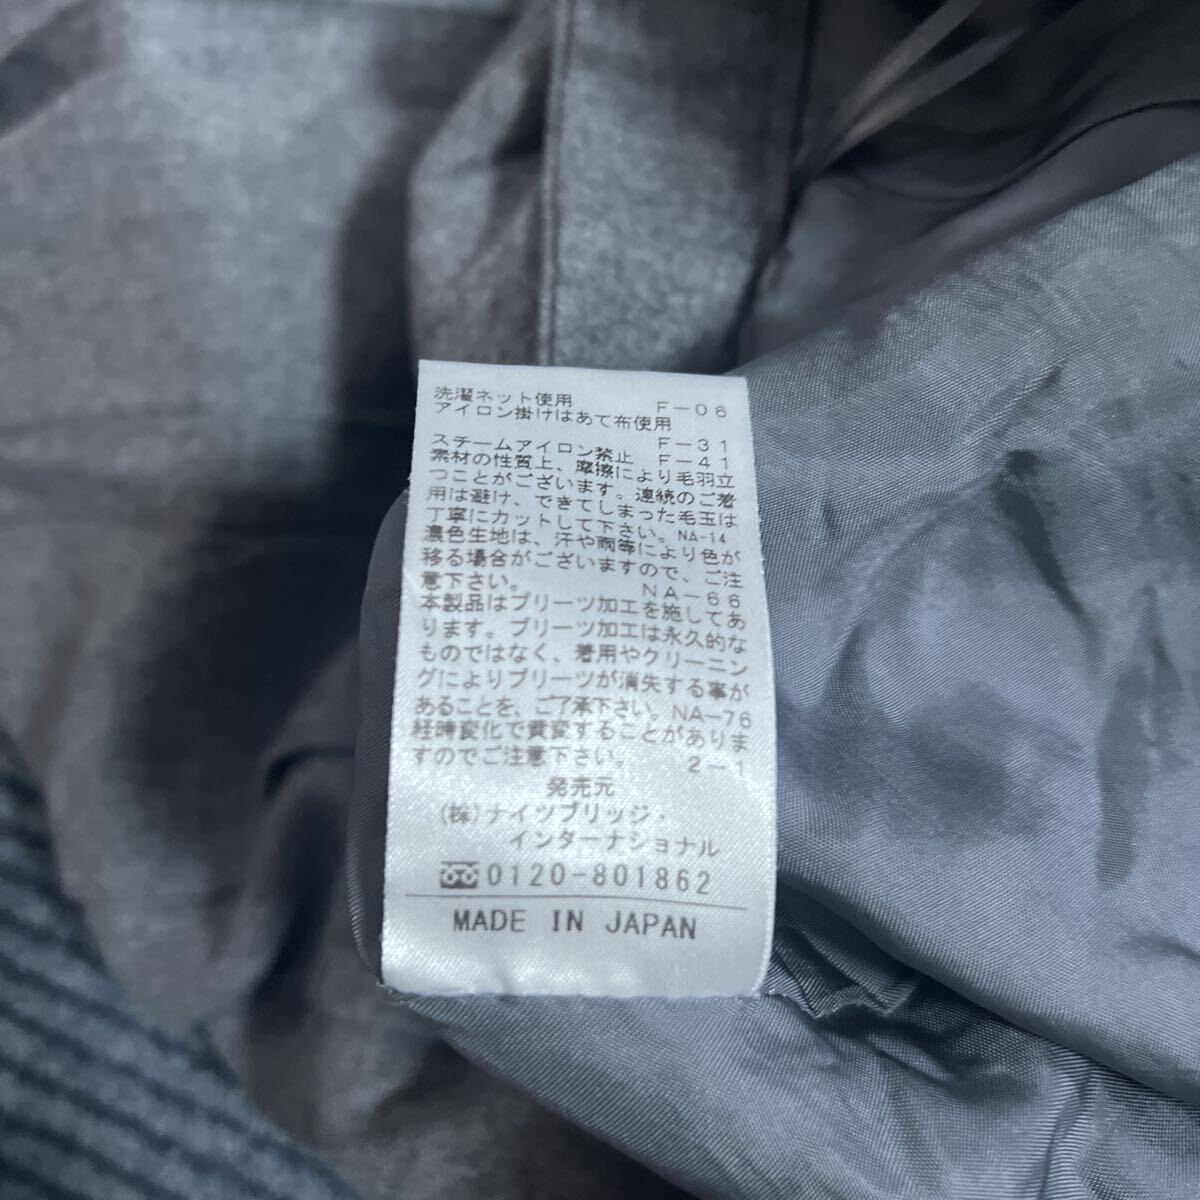 洗濯ネット使用 F-06
アイロン掛けはあて布使用
スチームアイロン禁止 F-31
素材の性質上、摩擦により毛羽立 F-41
つことがございます。連続のご着
用は避け、できてしまった毛玉は
丁寧にカットして下さい。NA-14
濃色生地は、汗や雨等により色が
移る場合がございますので、ご注
意下さい。 NA-66
本製品はプリーツ加工を施してあ
ります。プリーツ加工は永久的な
ものではなく、着用やクリーニン
グによりプリーツが消失する事が
あることを、ご了承下さい。NA-76
経時変化で黄変することがありま
すのでご注意下さい。 2-1
発売元
(株)ナイツブリッジ・
インターナショナル
0120-801862
MADE IN JAPAN